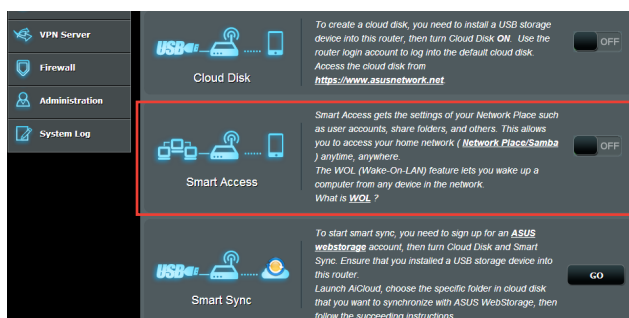 VPN Server
Firewall
Administration
System Log
USB
Cloud Disk
To create a cloud disk, you need to install a USB storage
device into this router, then turn Cloud Disk ON. Use the
router login account to log into the default cloud disk.
Access the cloud disk from
https://www.asusnetwork.net.
OFF
Smart Access
Smart Access gets the settings of your Network Place such
as user accounts, share folders, and others. This allows
you to access your home network ( Network Place/Samba
) anytime, anywhere.
The WOL (Wake-On-LAN) feature lets you wake up a
computer from any device in the network.
What is WOL ?
OFF
USB
Smart Sync
To start smart sync, you need to sign up for an ASUS
webstorage account, then turn Cloud Disk and Smart
Sync. Ensure that you installed a USB storage device into
this router.
Launch AiCloud, choose the specific folder in cloud disk
that you want to synchronize with ASUS WebStorage, then
follow the succeeding instructions.
GO